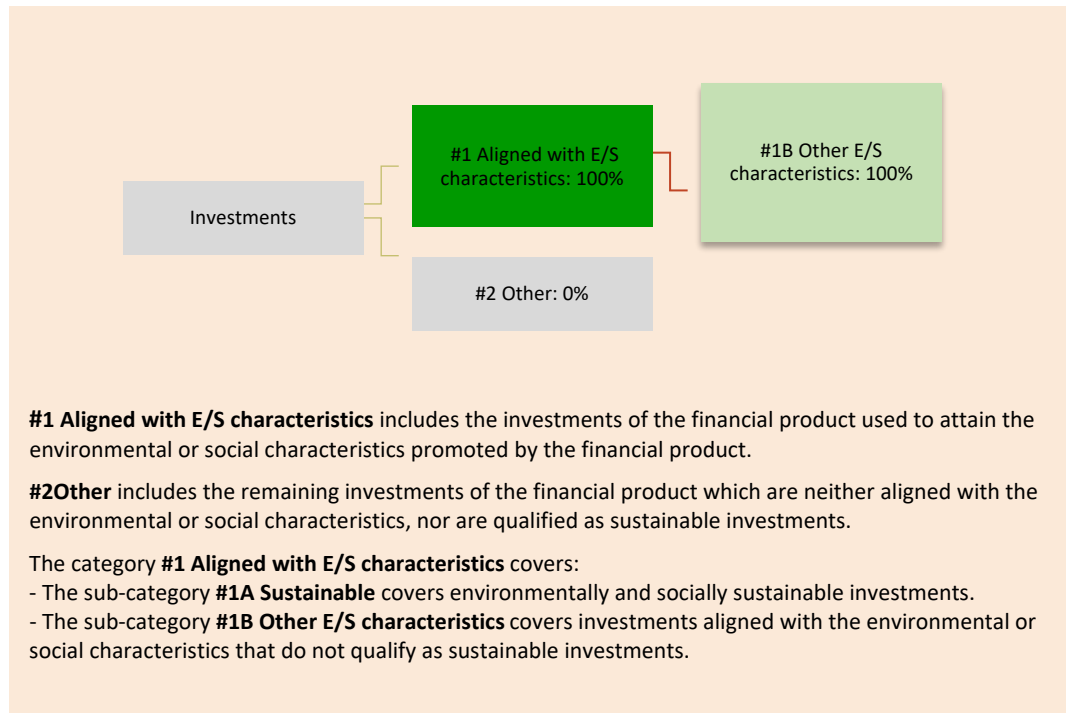 #1 Aligned with E/S
characteristics: 100%
#1B Other E/S
characteristics: 100%
Investments
#2 Other: 0%
#1 Aligned with E/S characteristics includes the investments of the financial product used to attain the
environmental or social characteristics promoted by the financial product.
#2Other includes the remaining investments of the financial product which are neither aligned with the
environmental or social characteristics, nor are qualified as sustainable investments.
The category #1 Aligned with E/S characteristics covers:
- The sub-category #1A Sustainable covers environmentally and socially sustainable investments.
- The sub-category #1B Other E/S characteristics covers investments aligned with the environmental or
social characteristics that do not qualify as sustainable investments.